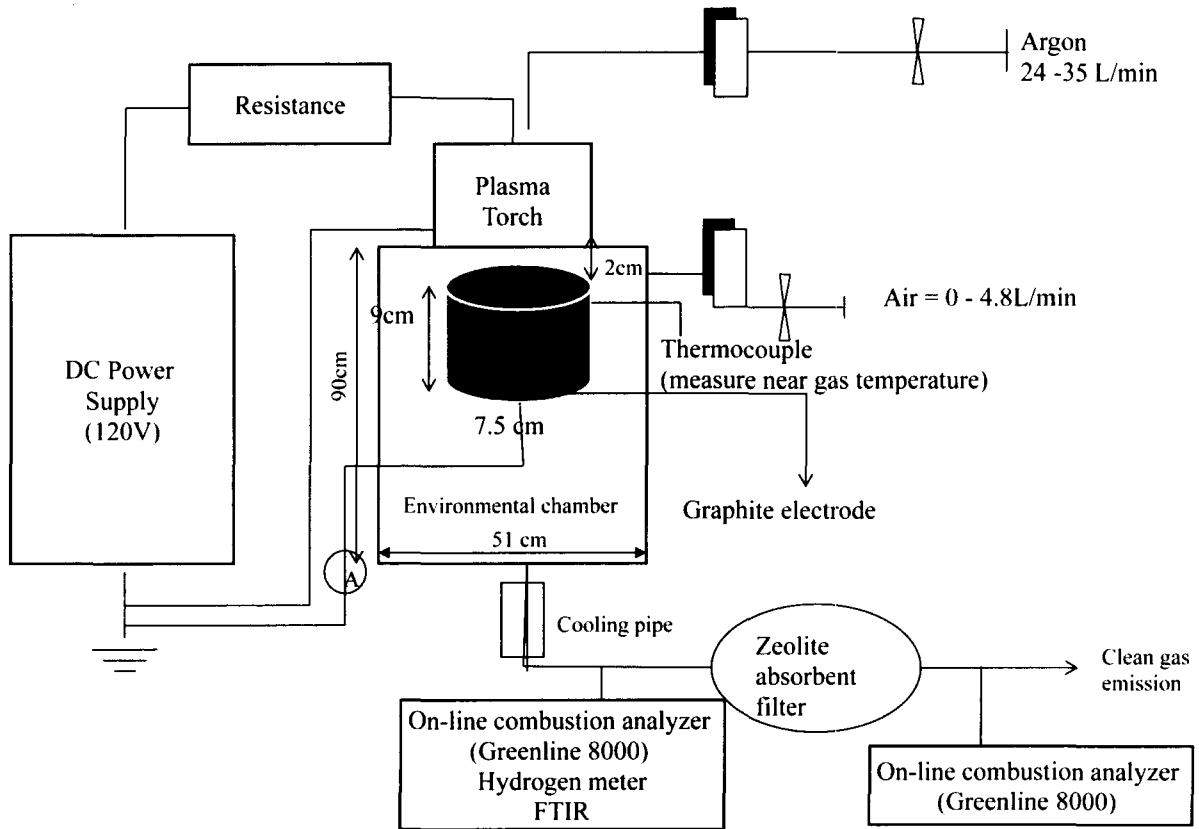 Argon
24 -35 L/min
Resistance
Plasma
Torch
2cm
Air = 0 - 4.8L/min
9cm
90cm
DC Power
Supply
(120V)
Thermocouple
(measure near gas temperature)
7.5 cm
Environmental chamber
Graphite electrode
51 cm
A
Cooling pipe
Zeolite
absorbent
filter
Clean gas
emission
On-line combustion analyzer
(Greenline 8000)
Hydrogen meter
FTIR
On-line combustion analyzer
(Greenline 8000)